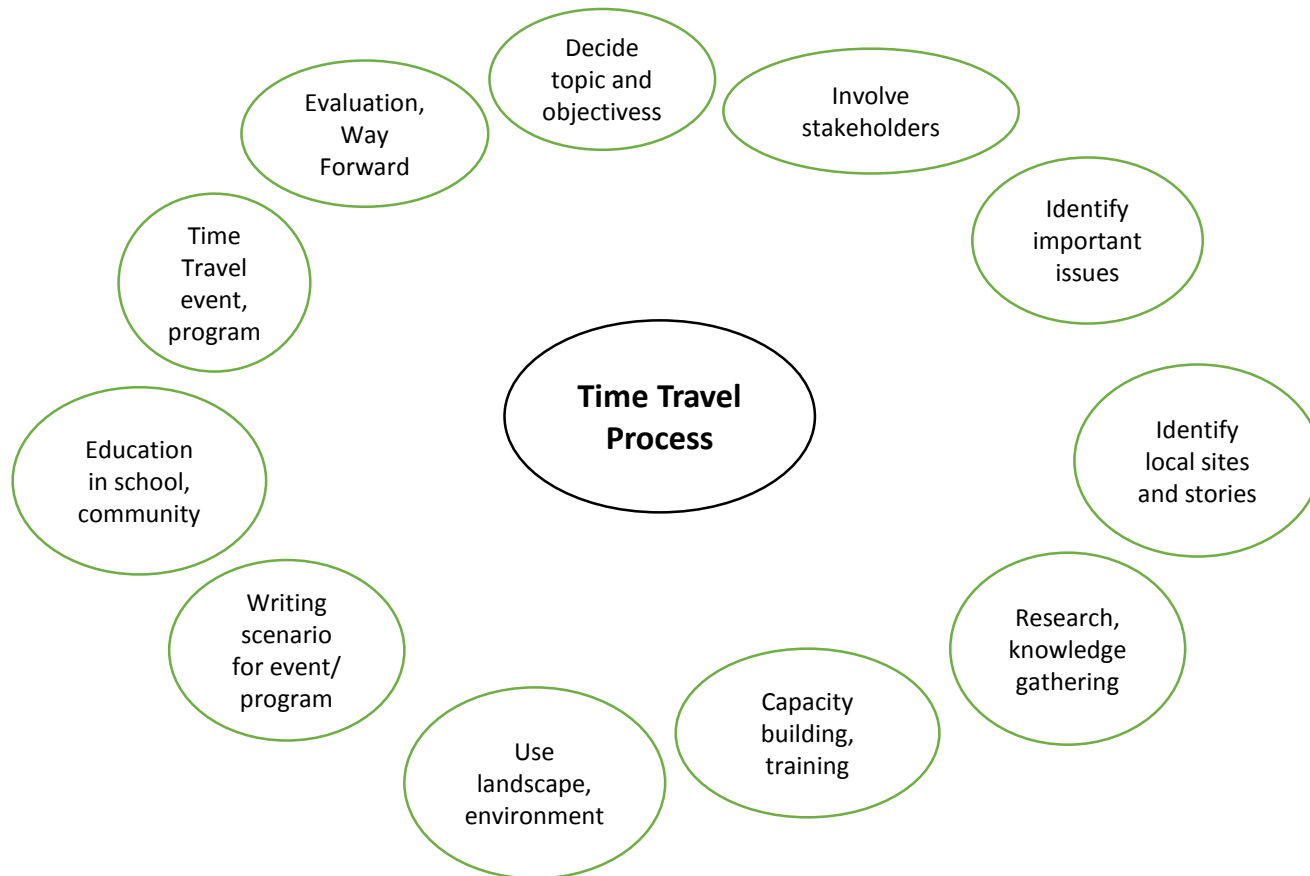 Decide
topic and
objectivess
Involve
stakeholders
Identify
important
issues
Identify
local sites
and stories
Research,
knowledge
gathering
Capacity
building,
training
Use
landscape,
environment
Writing
scenario
for event/
program
Education
in school,
community
Time
Travel
event,
program
Evaluation,
Way
Forward
Time Travel
Process